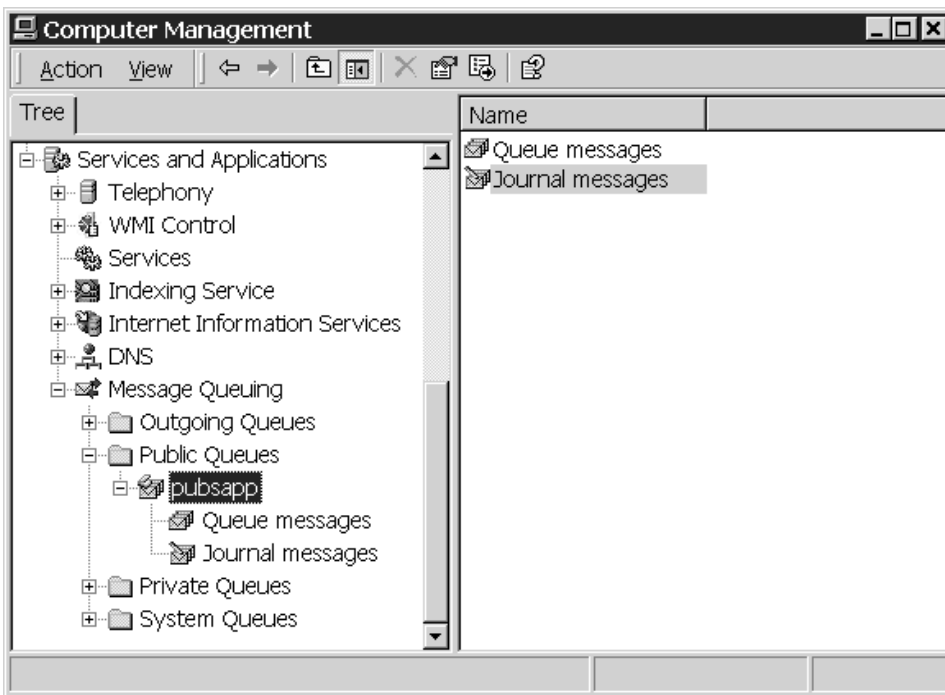 Computer Management
Action View
Tree
Name
Services and Applications
Telephony
WMI Control
Services
Indexing Service
Internet Information Services
DNS
Message Queuing
Outgoing Queues
Public Queues
pubsapp
Queue messages
Journal messages
Private Queues
System Queues
Queue messages
Journal messages